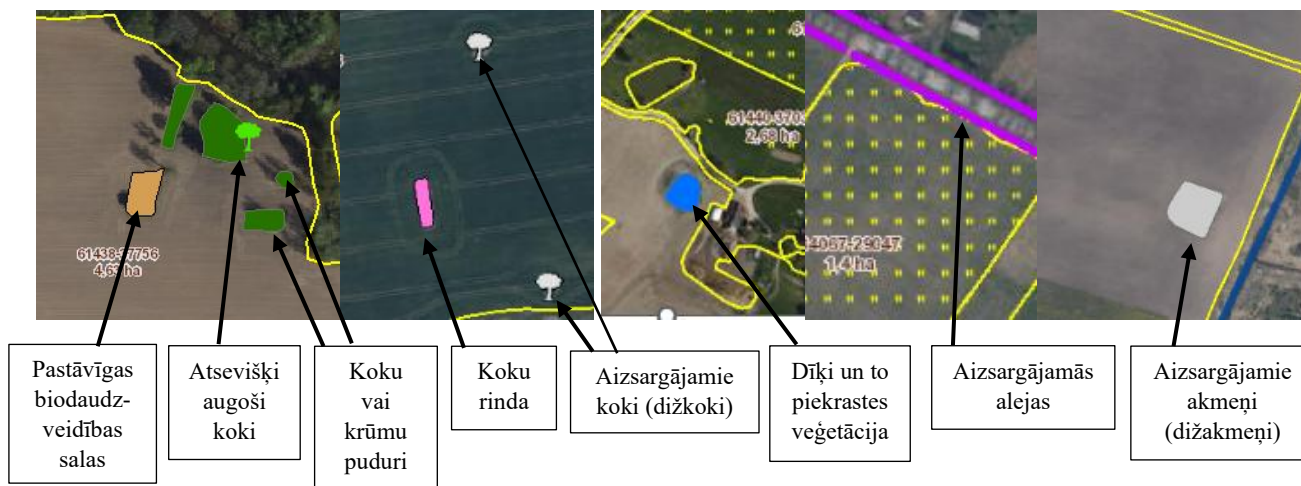 61438-37756
4,63 ha
61440-370
2,68 ha
4067-29047
1,4 ha
Pastāvīgas
biodaudz-
veidības
salas
Atsevišķi
augoši
koki
Koku
vai
krūmu
puduri
Koku
rinda
Aizsargājamie
koki (dižkoki)
Dīķi un to
piekrastes
veģetācija
Aizsargājamās
alejas
Aizsargājamie
akmeņi
(dižakmeņi)